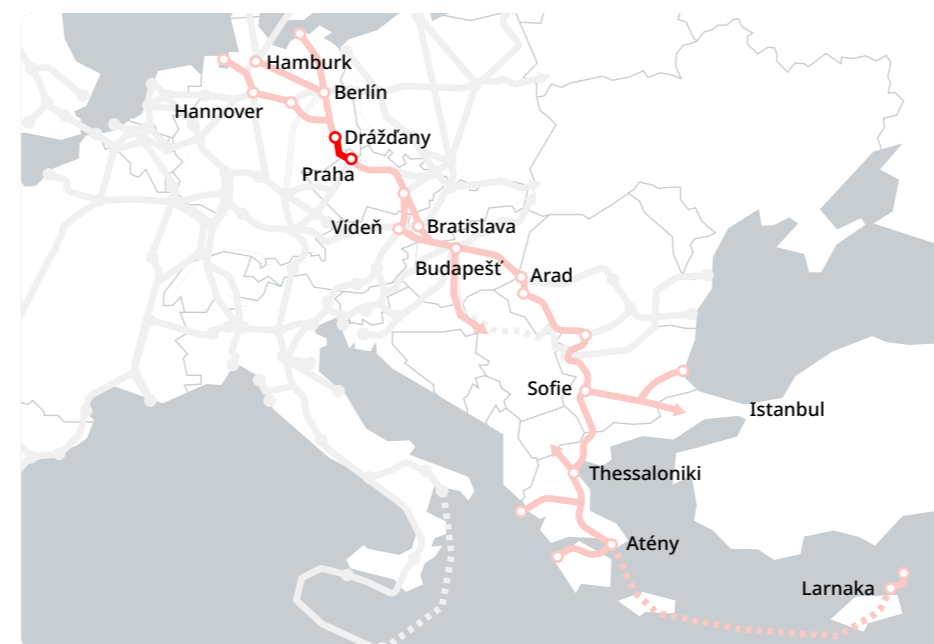 Hamburk
Berlín
Hannover
Drážďany
Praha
Vídeň
Bratislava
Budapešť
Arad
Sofie
Istanbul
Thessaloniki
Atény
Larnaka